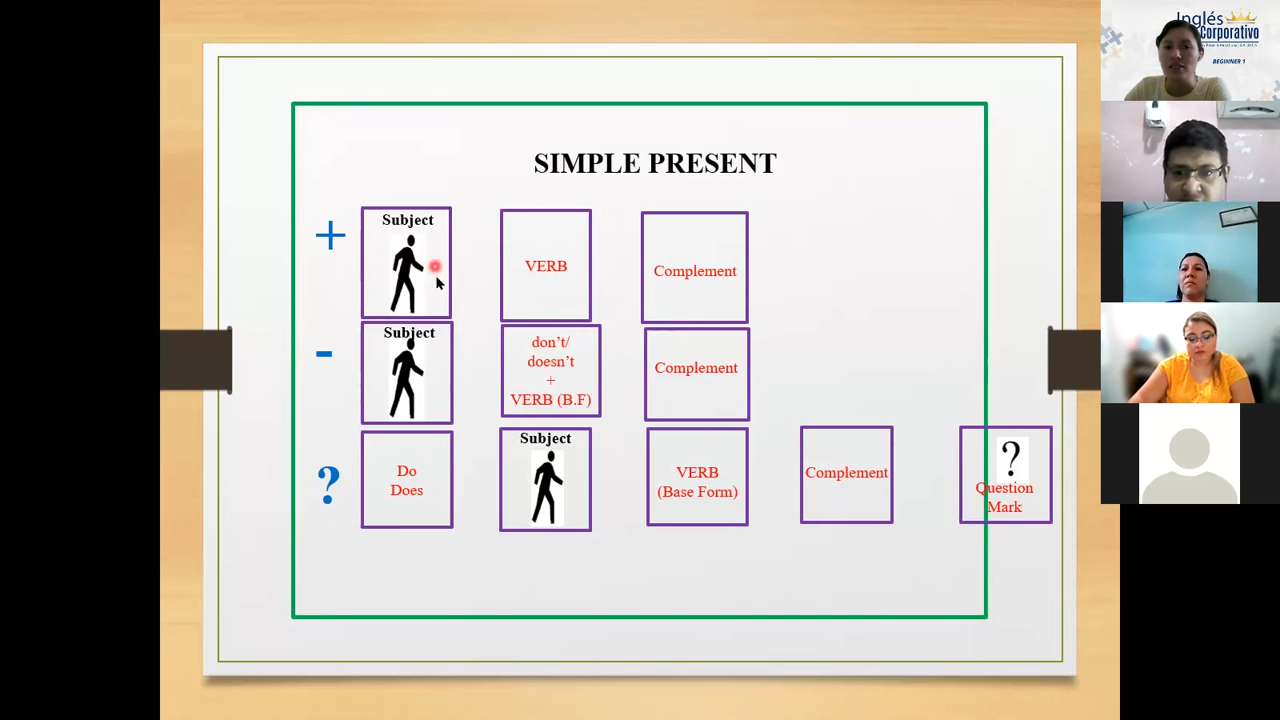 SIMPLE PRESENT
+
Subject
VERB
Complement
-
Subject
don't/
doesn't
+
VERB (B.F)
Complement
?
Do
Does
Subject
VERB
(Base Form)
Complement
?
Question
Mark
Inglés
Corporativo
BEGINNER 1